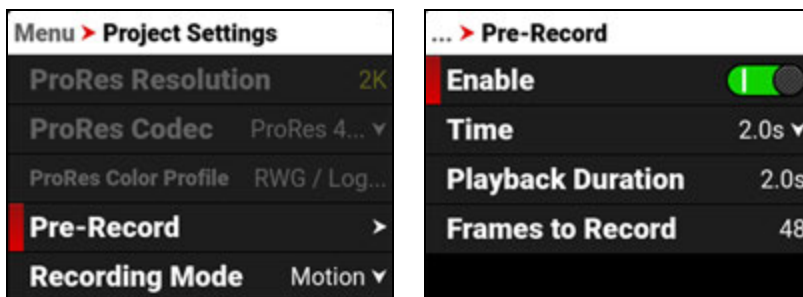 Menu > Project Settings
ProRes Resolution 2K
ProRes Codec ProRes 4...
ProRes Color Profile RWG / Log...
Pre-Record >
Recording Mode Motion
... > Pre-Record
Enable
Time 2.0s
Playback Duration 2.0s
Frames to Record 48